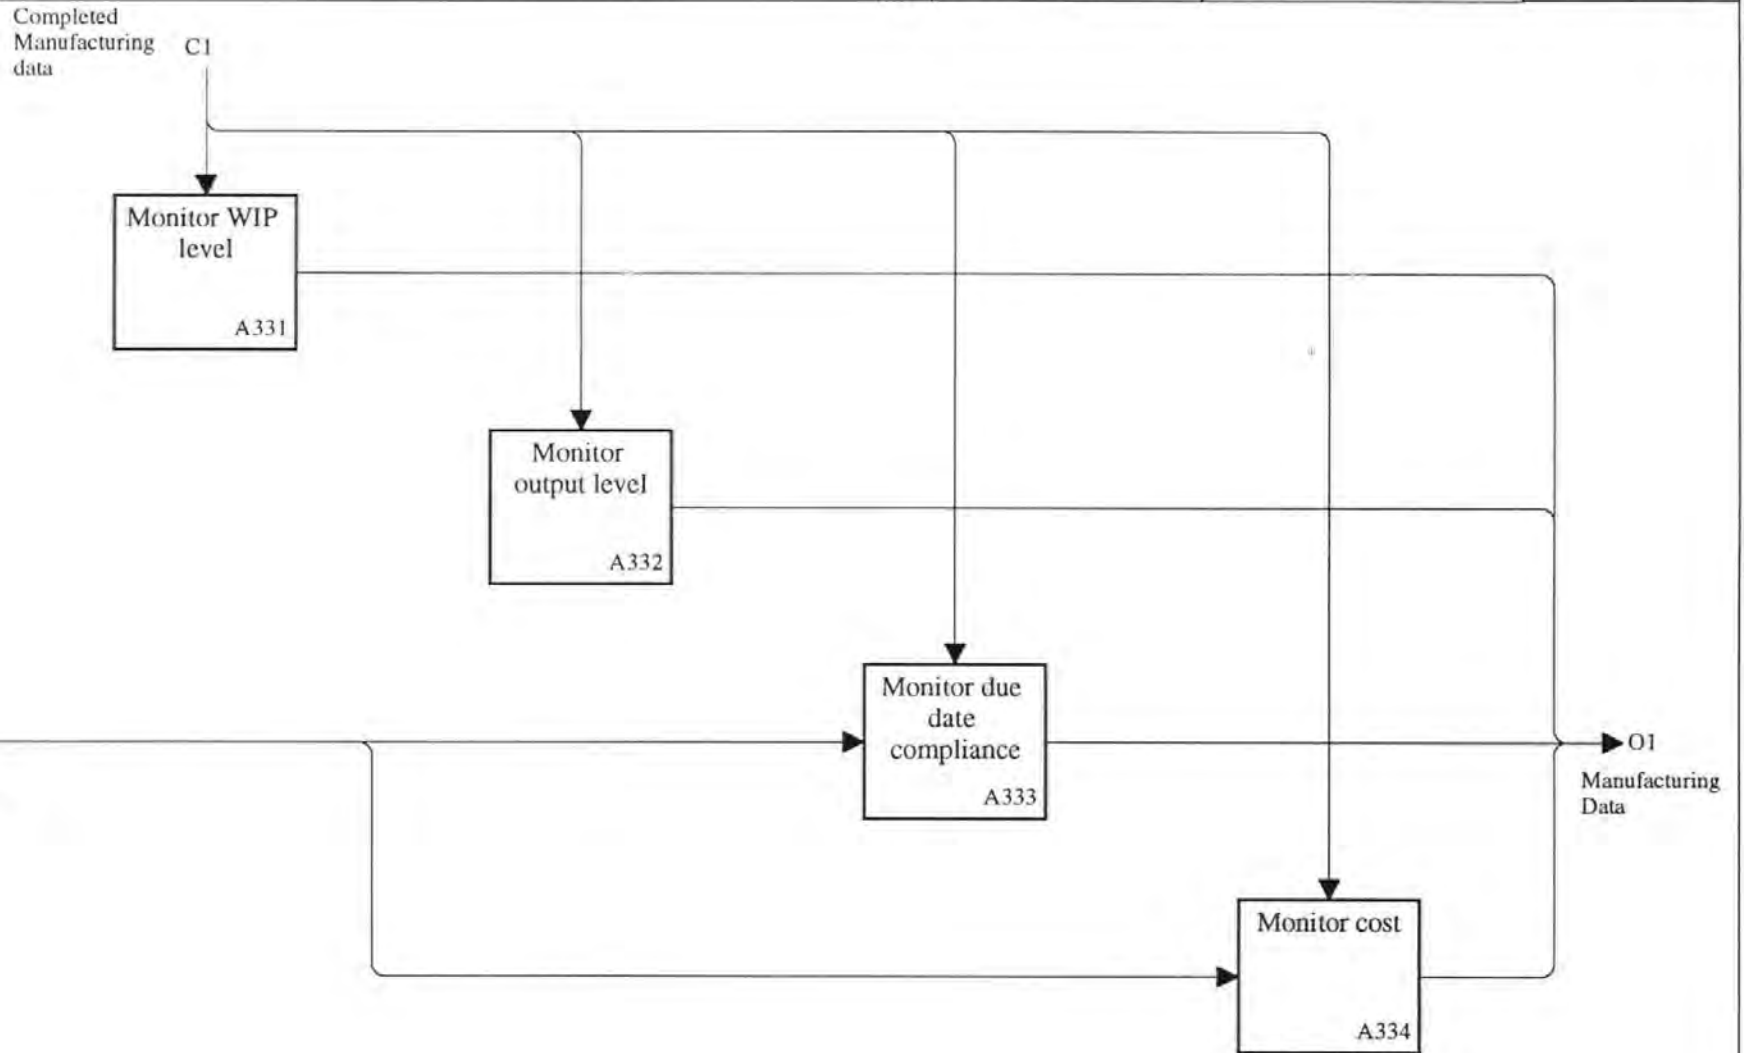 Completed
Manufacturing
data
C1
Monitor WIP
level
A331
Monitor
output level
A332
Monitor due
date
compliance
A333
O1
Manufacturing
Data
Monitor cost
A334